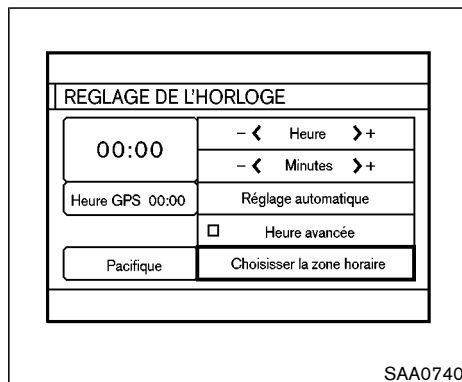 REGLAGE DE L'HORLOGE
00:00
- < Heure > +
- < Minutes > +
Heure GPS 00:00
Réglage automatique
Heure avancée
Pacifique
Choisisser la zone horaire
SAA0740